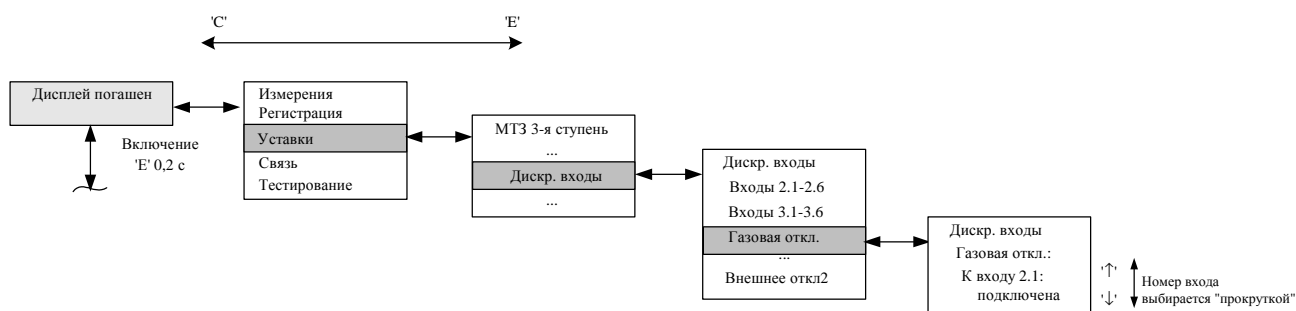 'С'
'Е'
Дисплей погашен
Включение
'Е' 0,2 с
Измерения
Регистрация
Уставки
Связь
Тестирование
МТЗ 3-я ступень
...
Дискр. входы
...
Дискр. входы
Входы 2.1-2.6
Входы 3.1-3.6
Газовая откл.
...
Внешнее откл2
Дискр. входы
Газовая откл.:
К входу 2.1:
подключена
'↑'
'↓'
Номер входа
выбирается "прокруткой"